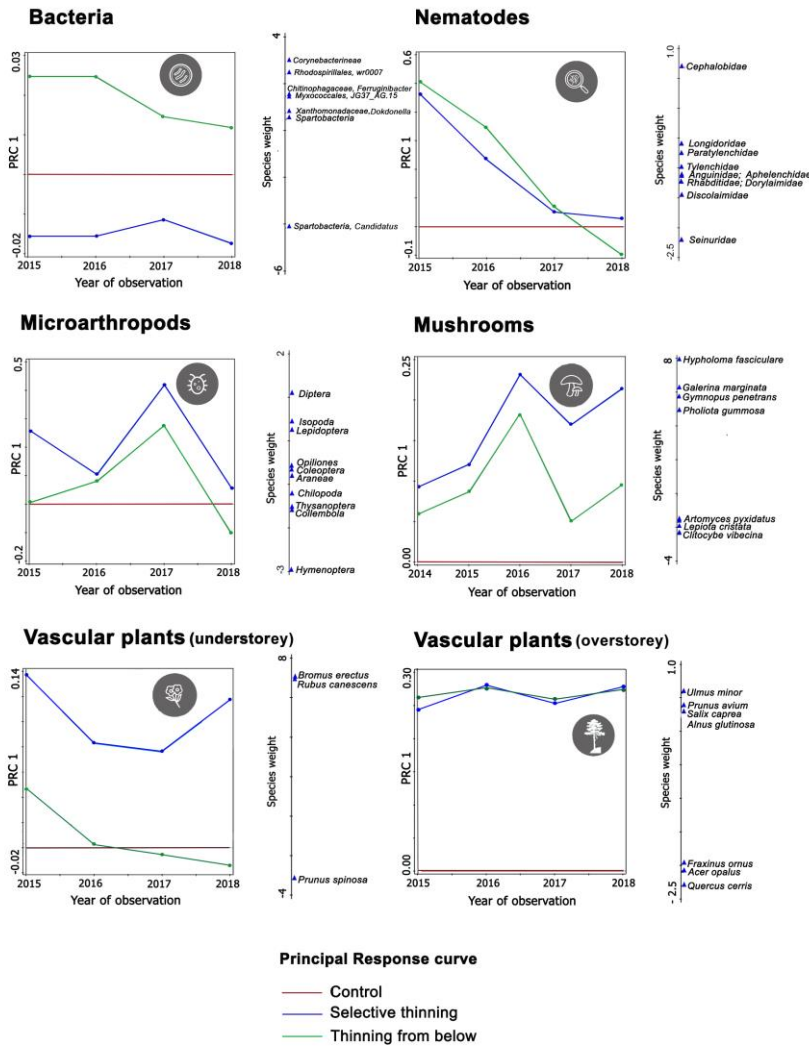 Bacteria
0.03
PRC 1
-0.02
2015 2016 2017 2018
Year of observation
4
Species weight
-6
Corynebacterineae
Rhodospirillales, wr0007
Chitinophagaceae, Ferruginibacter
Myxococcales, JG37_AG.15
Xanthomonadaceae,Dokdonella
Spartobacteria
Spartobacteria, Candidatus
Nematodes
0.6
PRC 1
-0.1
2015 2016 2017 2018
Year of observation
1.0
Species weight
-2.5
Cephalobidae
Longidoridae
Paratylenchidae
Tylenchidae
Anguinidae; Aphelenchidae
Rhabditidae; Dorylaimidae
Discolaimidae
Seinuridae
Microarthropods
0.5
PRC 1
-0.2
2015 2016 2017 2018
Year of observation
2
Species weight
-3
Diptera
Isopoda
Lepidoptera
Opiliones
Coleoptera
Araneae
Chilopoda
Thysanoptera
Collembola
Hymenoptera
Mushrooms
0.25
PRC 1
0.00
2014 2015 2016 2017 2018
Year of observation
8
Species weight
-4
Hypholoma fasciculare
Galerina marginata
Gymnopus penetrans
Pholiota gummosa
Artomyces pyxidatus
Lepiota cristata
Clitocybe vibecina
Vascular plants (understorey)
0.14
PRC 1
-0.02
2015 2016 2017 2018
Year of observation
8
Species weight
-4
Bromus erectus
Rubus canescens
Prunus spinosa
Vascular plants (overstorey)
0.30
PRC 1
0.00
2015 2016 2017 2018
Year of observation
1.0
Species weight
- 2.5
Ulmus minor
Prunus avium
Salix caprea
Alnus glutinosa
Fraxinus ornus
Acer opalus
Quercus cerris
Principal Response curve
Control
Selective thinning
Thinning from below